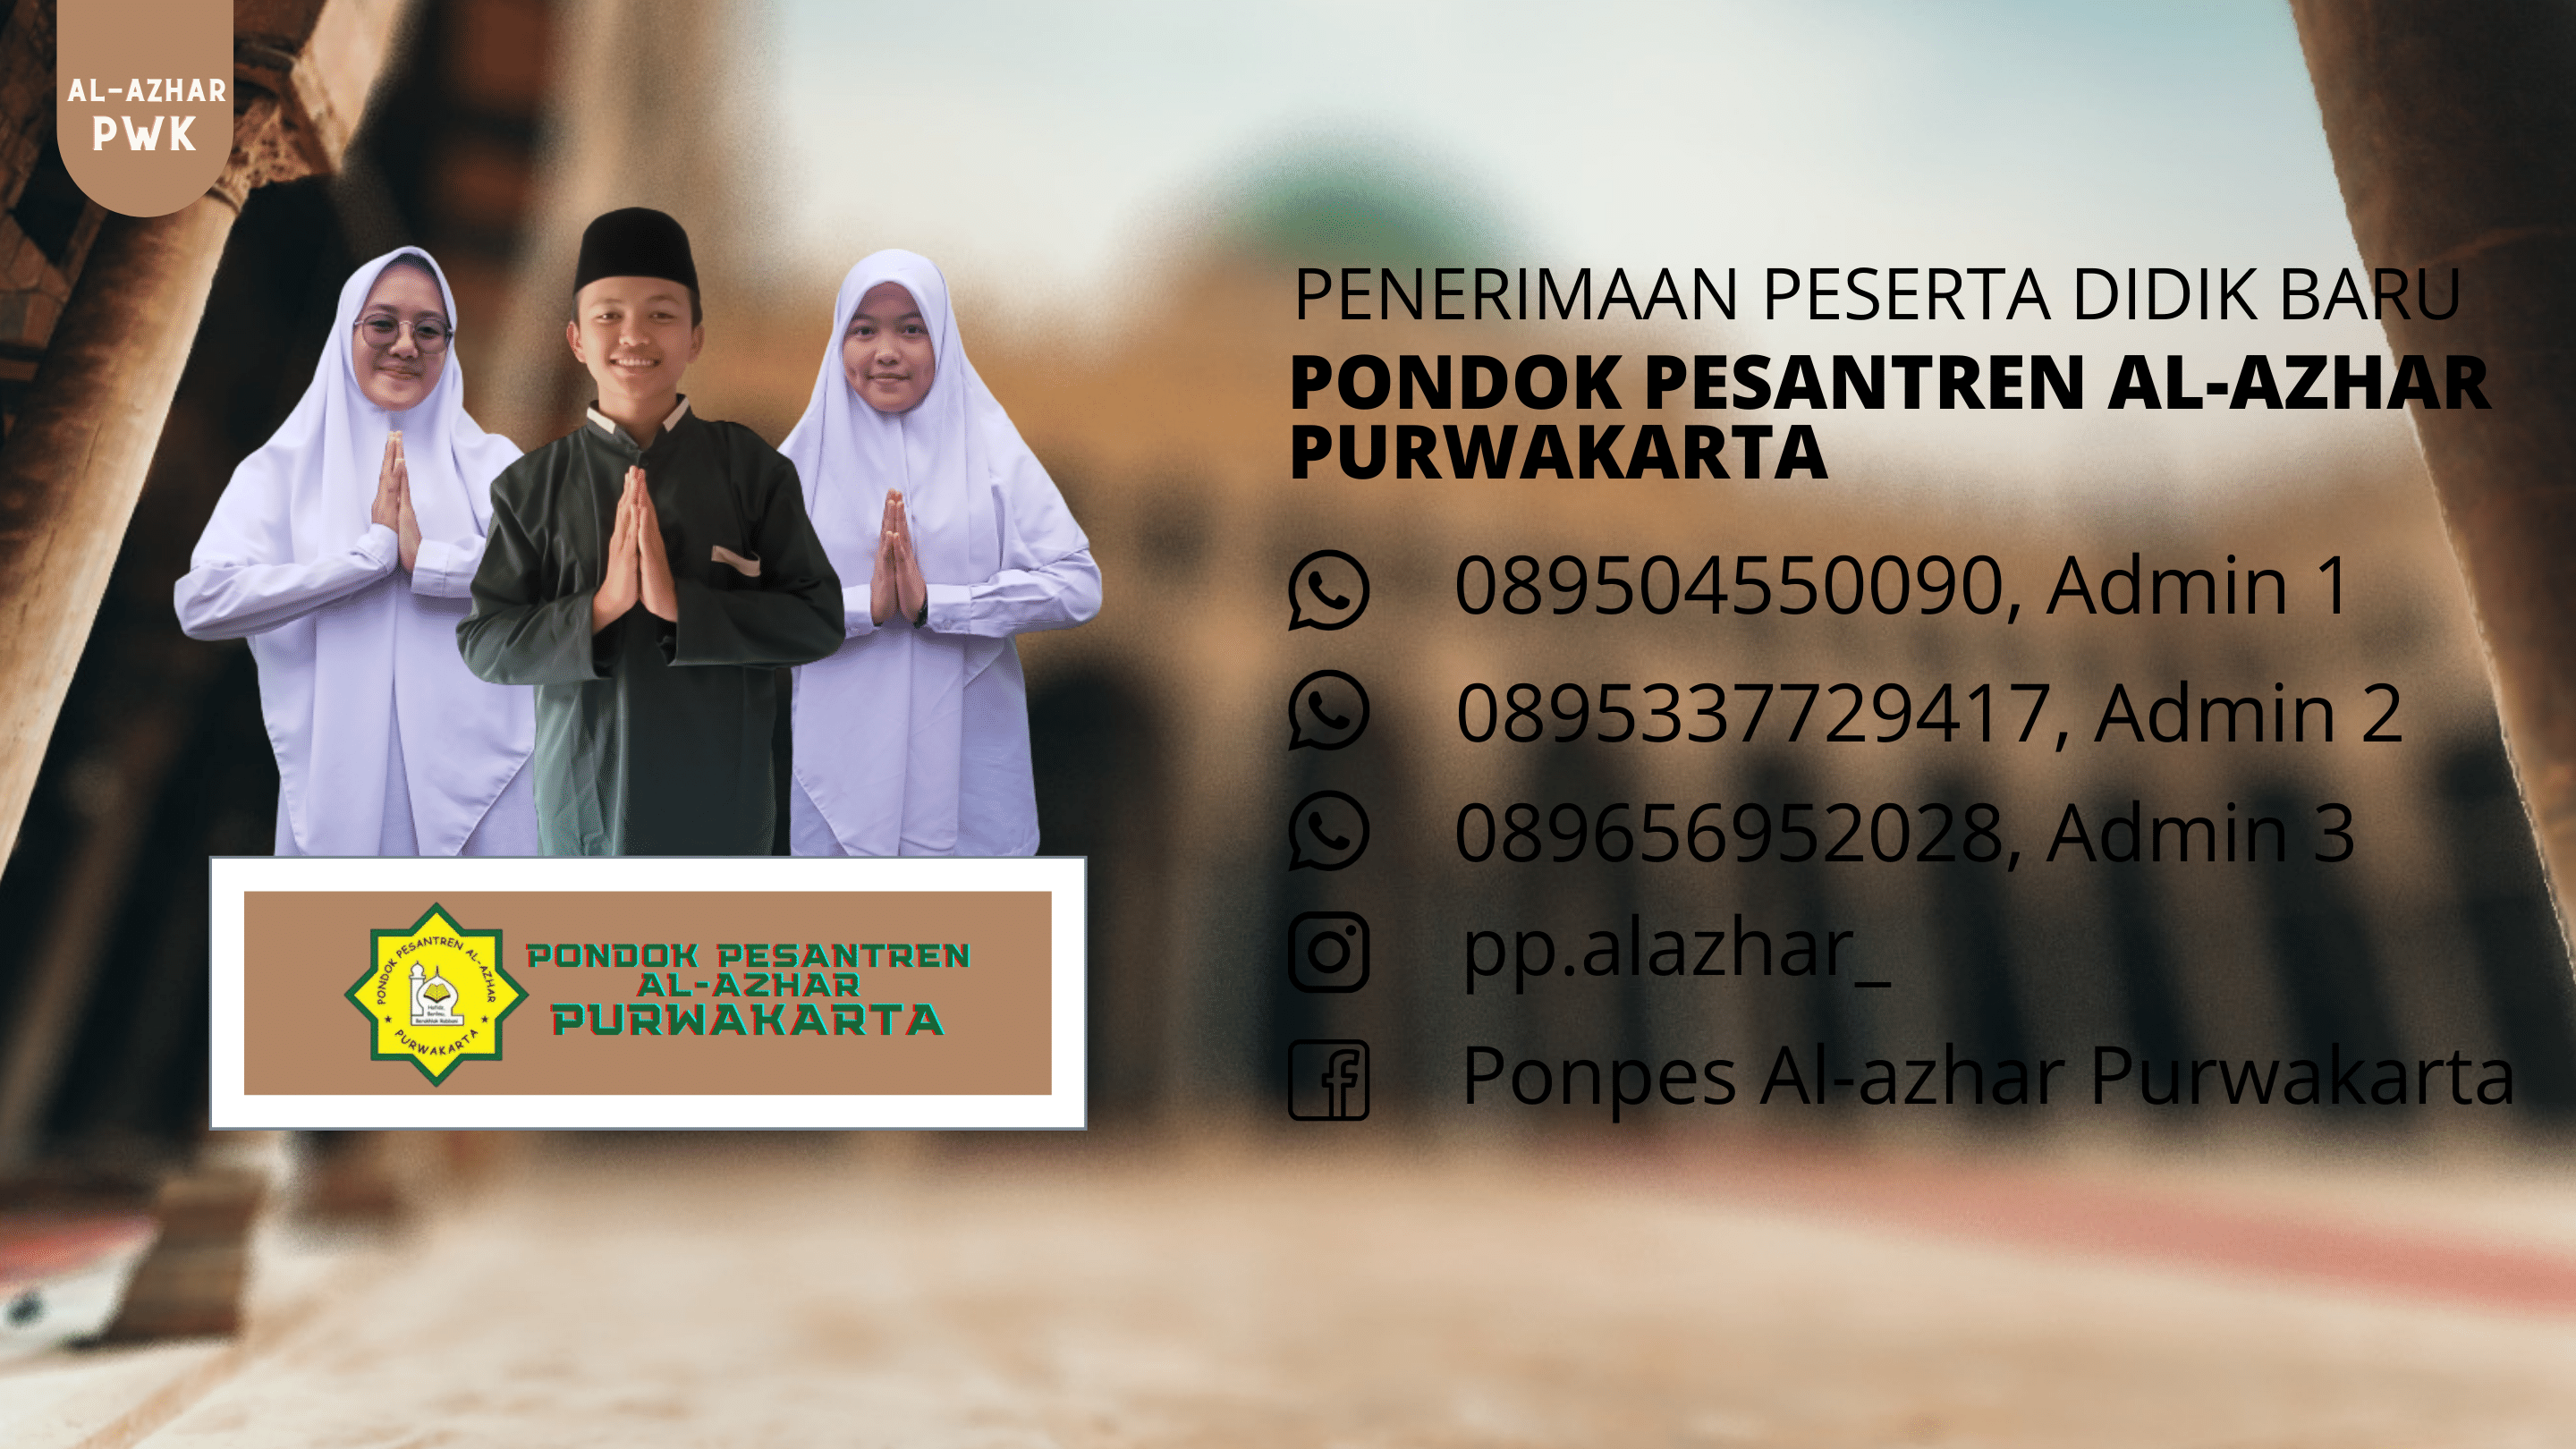 AL-AZHAR
PWK
PENERIMAAN PESERTA DIDIK BARU
PONDOK PESANTREN AL-AZHAR
PURWAKARTA
089504550090, Admin 1
0895337729417, Admin 2
089656952028, Admin 3
pp.alazhar_
Ponpes Al-azhar Purwakarta
PONDOK PESANTREN AL-AZHAR
PURWAKARTA
PONDOK PESANTREN
AL-AZHAR
PURWAKARTA